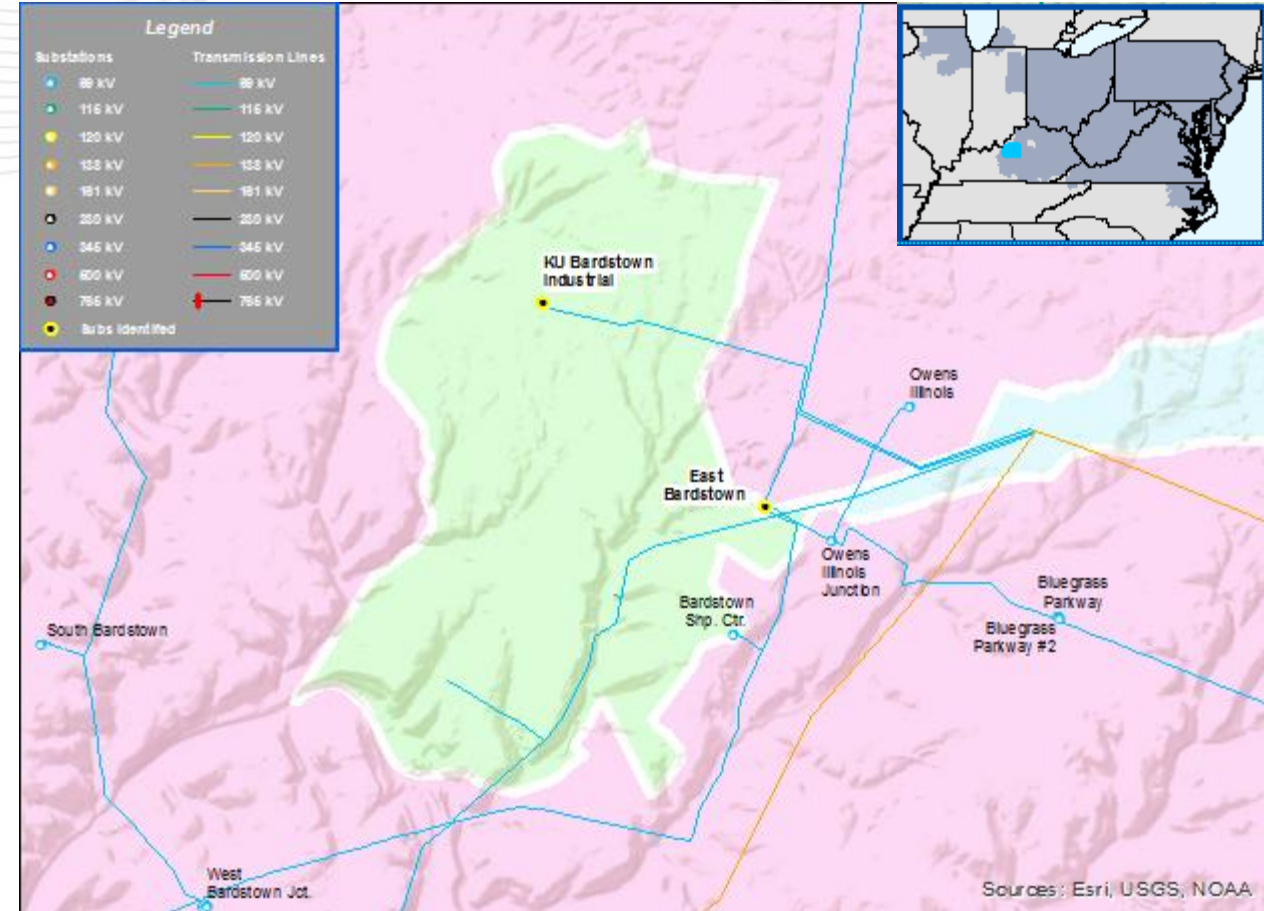 Legend
Substations Transmission Lines
69 kV 69 kV
115 kV 115 kV
120 kV 120 kV
138 kV 138 kV
161 kV 161 kV
230 kV 230 kV
345 kV 345 kV
500 kV 500 kV
765 kV 765 kV
Subs Identifed
KU Bardstown
Industrial
Owens
Illinois
East
Bardstown
Owens
Illinois
Junction
Bardstown
Shp. Ctr.
Bluegrass
Parkway
Bluegrass
Parkway #2
South Bardstown
West
Bardstown Jct.
Sources: Esri, USGS, NOAA